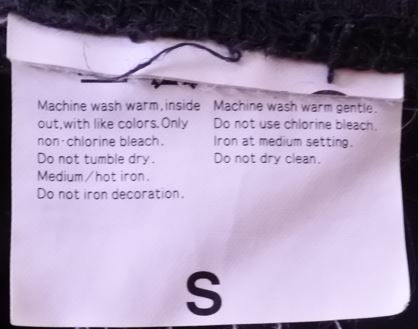 Machine wash warm, inside
out, with like colors. Only
non-chlorine bleach.
Do not tumble dry.
Medium/hot iron.
Do not iron decoration.
Machine wash warm gentle.
Do not use chlorine bleach.
Iron at medium setting.
Do not dry clean.
S